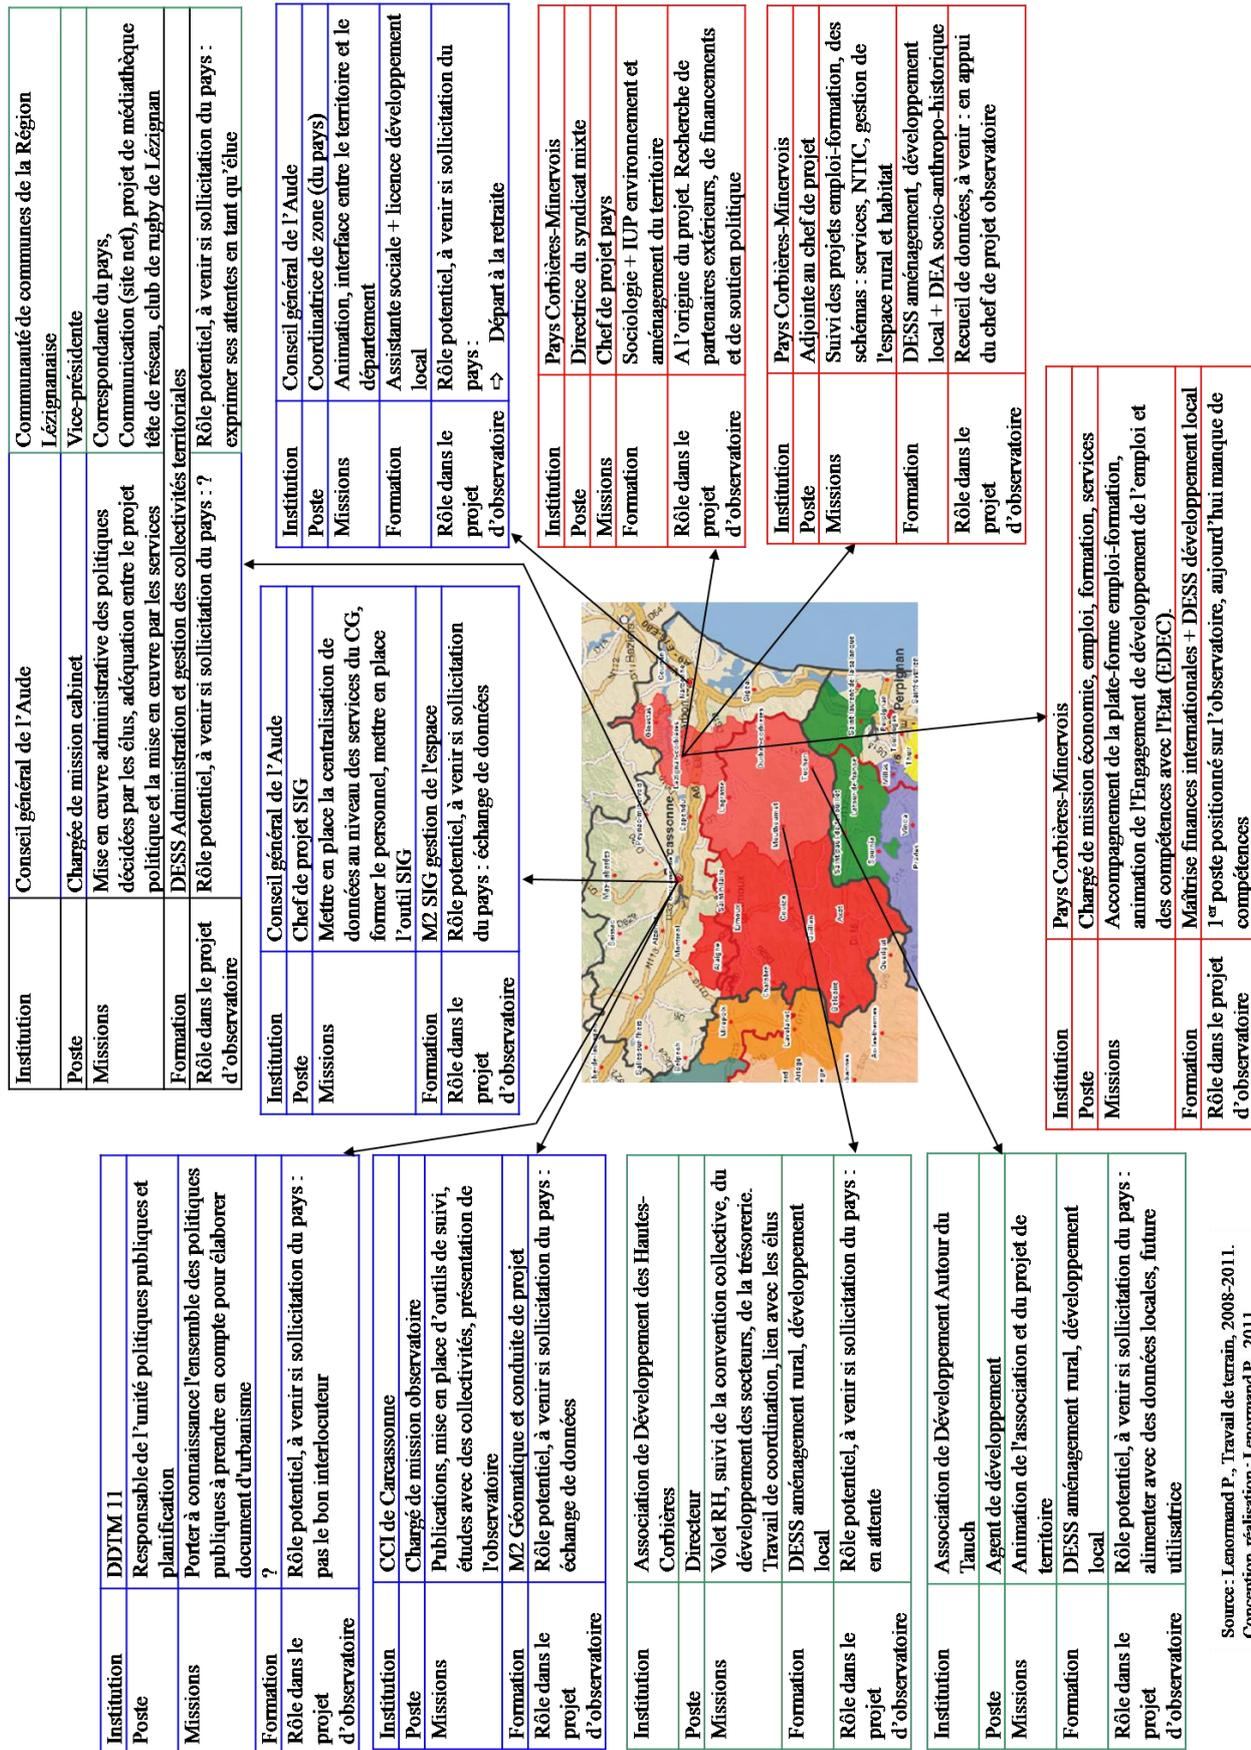 Institution
Conseil général de l'Aude
Communauté de communes de la Région
Lézignanaise
Poste
Chargée de mission cabinet
Vice-présidente
Missions
Mise en œuvre administrative des politiques
décidées par les élus, adéquation entre le projet
politique et la mise en œuvre par les services
Correspondante du pays,
Communication (site net), projet de médiathèque
tête de réseau, club de rugby de Lézignan
Formation
DESS Administration et gestion des collectivités territoriales
Rôle dans le projet
d'observatoire
Rôle potentiel, à venir si sollicitation du pays : ?
Rôle potentiel, à venir si sollicitation du pays :
exprimer ses attentes en tant qu'élue
Institution
DDTM 11
Poste
Responsable de l'unité politiques publiques et
planification
Missions
Porter à connaissance l'ensemble des politiques
publiques à prendre en compte pour élaborer
document d'urbanisme
Formation
?
Rôle dans le
projet
d'observatoire
Rôle potentiel, à venir si sollicitation du pays :
pas le bon interlocuteur
Institution
Conseil général de l'Aude
Poste
Chef de projet SIG
Missions
Mettre en place la centralisation de
données au niveau des services du CG,
former le personnel, mettre en place
l'outil SIG
Formation
M2 SIG gestion de l'espace
Rôle dans le
projet
d'observatoire
Rôle potentiel, à venir si sollicitation
du pays : échange de données
Institution
Conseil général de l'Aude
Poste
Coordinatrice de zone (du pays)
Missions
Animation, interface entre le territoire et le
département
Formation
Assistante sociale + licence développement
local
Rôle dans le
projet
d'observatoire
Rôle potentiel, à venir si sollicitation du
pays :
⇨ Départ à la retraite
Institution
CCI de Carcassonne
Poste
Chargé de mission observatoire
Missions
Publications, mise en place d'outils de suivi,
études avec des collectivités, présentation de
l'observatoire
Formation
M2 Géomatique et conduite de projet
Rôle dans le
projet
d'observatoire
Rôle potentiel, à venir si sollicitation du pays :
échange de données
Institution
Pays Corbières-Minervois
Poste
Directrice du syndicat mixte
Missions
Chef de projet pays
Formation
Sociologie + IUP environnement et
aménagement du territoire
Rôle dans le
projet
d'observatoire
A l'origine du projet. Recherche de
partenaires extérieurs, de financements
et de soutien politique
Institution
Association de Développement des Hautes-
Corbières
Poste
Directeur
Missions
Volet RH, suivi de la convention collective, du
développement des secteurs, de la trésorerie.
Travail de coordination, lien avec les élus
Formation
DESS aménagement rural, développement
local
Rôle dans le
projet
d'observatoire
Rôle potentiel, à venir si sollicitation du pays :
en attente
Institution
Pays Corbières-Minervois
Poste
Adjointe au chef de projet
Missions
Suivi des projets emploi-formation, des
schémas : services, NTIC, gestion de
l'espace rural et habitat
Formation
DESS aménagement, développement
local + DEA socio-anthropo-historique
Rôle dans le
projet
d'observatoire
Recueil de données, à venir : en appui
du chef de projet observatoire
Institution
Association de Développement Autour du
Tauch
Poste
Agent de développement
Missions
Animation de l'association et du projet de
territoire
Formation
DESS aménagement rural, développement
local
Rôle dans le
projet
d'observatoire
Rôle potentiel, à venir si sollicitation du pays :
alimenter avec des données locales, future
utilisatrice
Institution
Pays Corbières-Minervois
Poste
Chargé de mission économie, emploi, formation, services
Missions
Accompagnement de la plate-forme emploi-formation,
animation de l'Engagement de développement de l'emploi et
des compétences avec l'Etat (EDEC).
Formation
Maîtrise finances internationales + DESS développement local
Rôle dans le projet
d'observatoire
1er poste positionné sur l'observatoire, aujourd'hui manque de
compétences
Béziers
cassonne
Limoux
Couiza
Quillan
Axat
Mouthoumet
Tuchan
Lagrasse
Perpignan
Source : Lenormand P., Travail de terrain, 2008-2011.
Conception, réalisation : Lenormand P., 2011